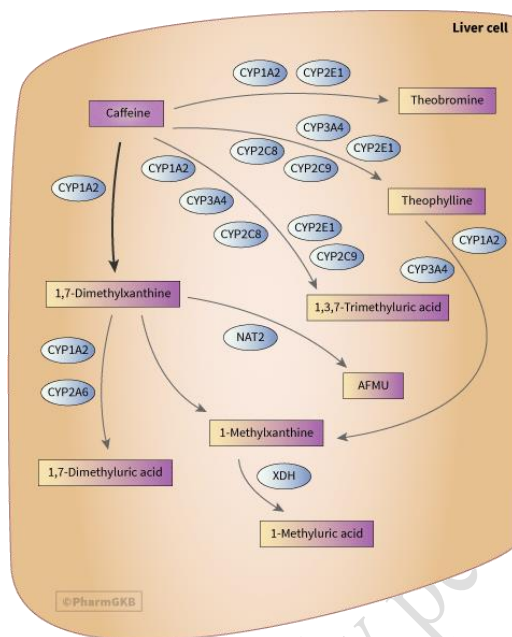 Liver cell
CYP1A2 CYP2E1
Theobromine
Caffeine
CYP3A4
CYP2C8 CYP2E1
CYP2C9
CYP1A2
CYP1A2
CYP3A4
CYP2C8
CYP2E1
CYP2C9
Theophylline
CYP1A2
CYP3A4
1,7-Dimethylxanthine
1,3,7-Trimethyluric acid
NAT2
CYP1A2
CYP2A6
AFMU
1-Methylxanthine
1,7-Dimethyluric acid
XDH
1-Methyluric acid
©PharmGKB